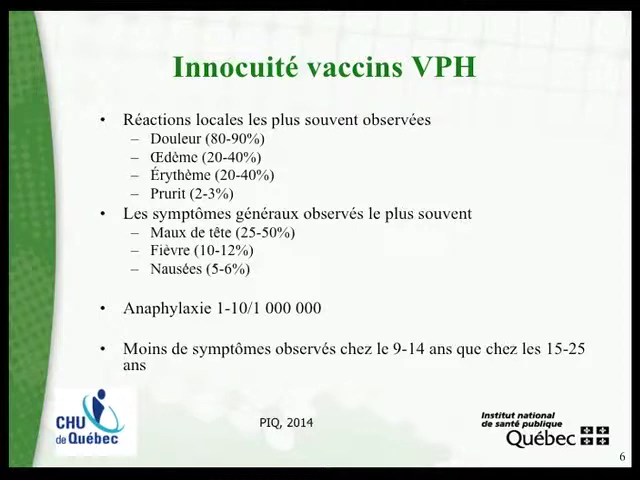 Innocuité vaccins VPH
• Réactions locales les plus souvent observées
– Douleur (80-90%)
– Œdème (20-40%)
– Érythème (20-40%)
– Prurit (2-3%)
• Les symptômes généraux observés le plus souvent
– Maux de tête (25-50%)
– Fièvre (10-12%)
– Nausées (5-6%)
• Anaphylaxie 1-10/1 000 000
• Moins de symptômes observés chez le 9-14 ans que chez les 15-25
ans
CHU
de Québec
PIQ, 2014
Institut national
de santé publique
Québec
6